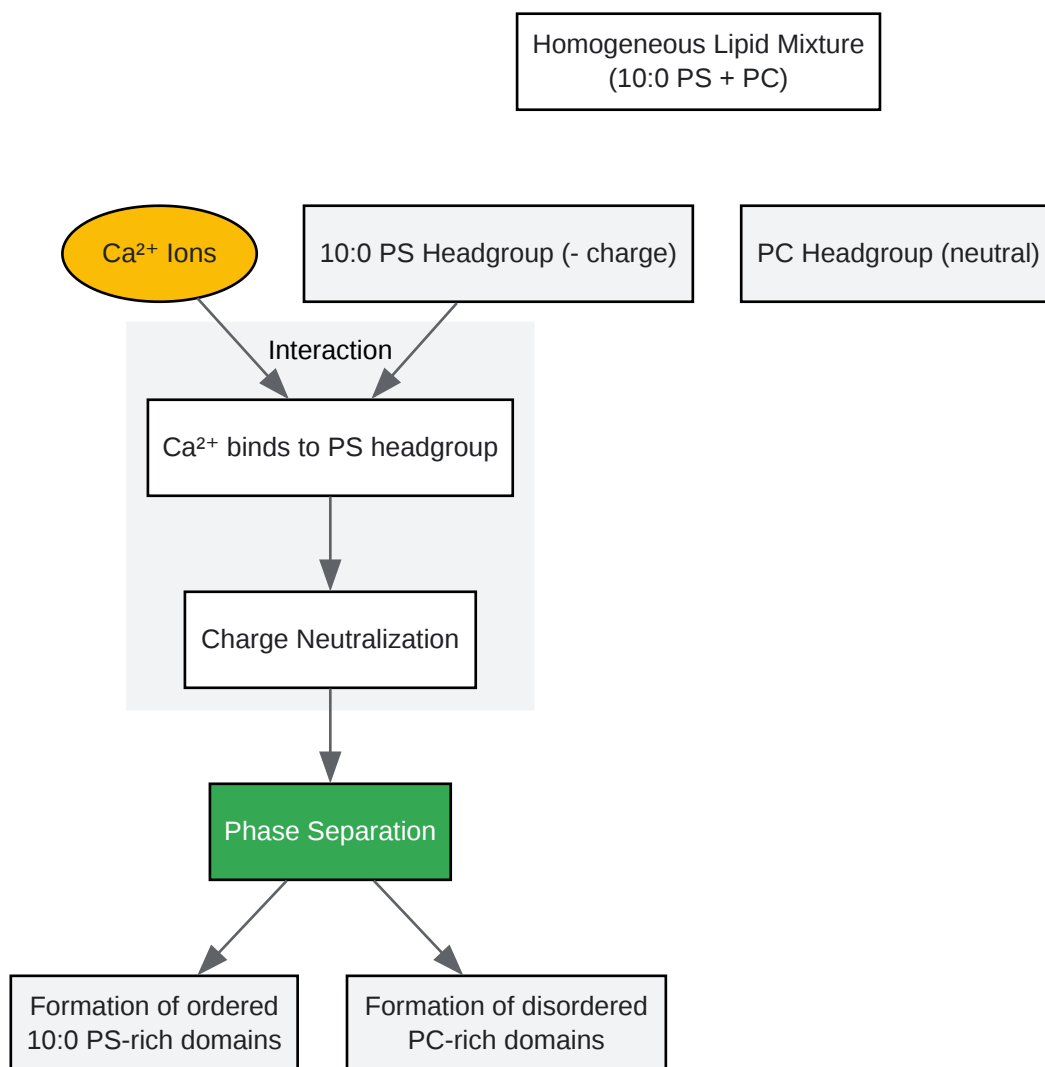 Homogeneous Lipid Mixture
(10:0 PS + PC)
Ca²⁺ Ions
10:0 PS Headgroup (- charge)
PC Headgroup (neutral)
Interaction
Ca²⁺ binds to PS headgroup
Charge Neutralization
Phase Separation
Formation of ordered
10:0 PS-rich domains
Formation of disordered
PC-rich domains